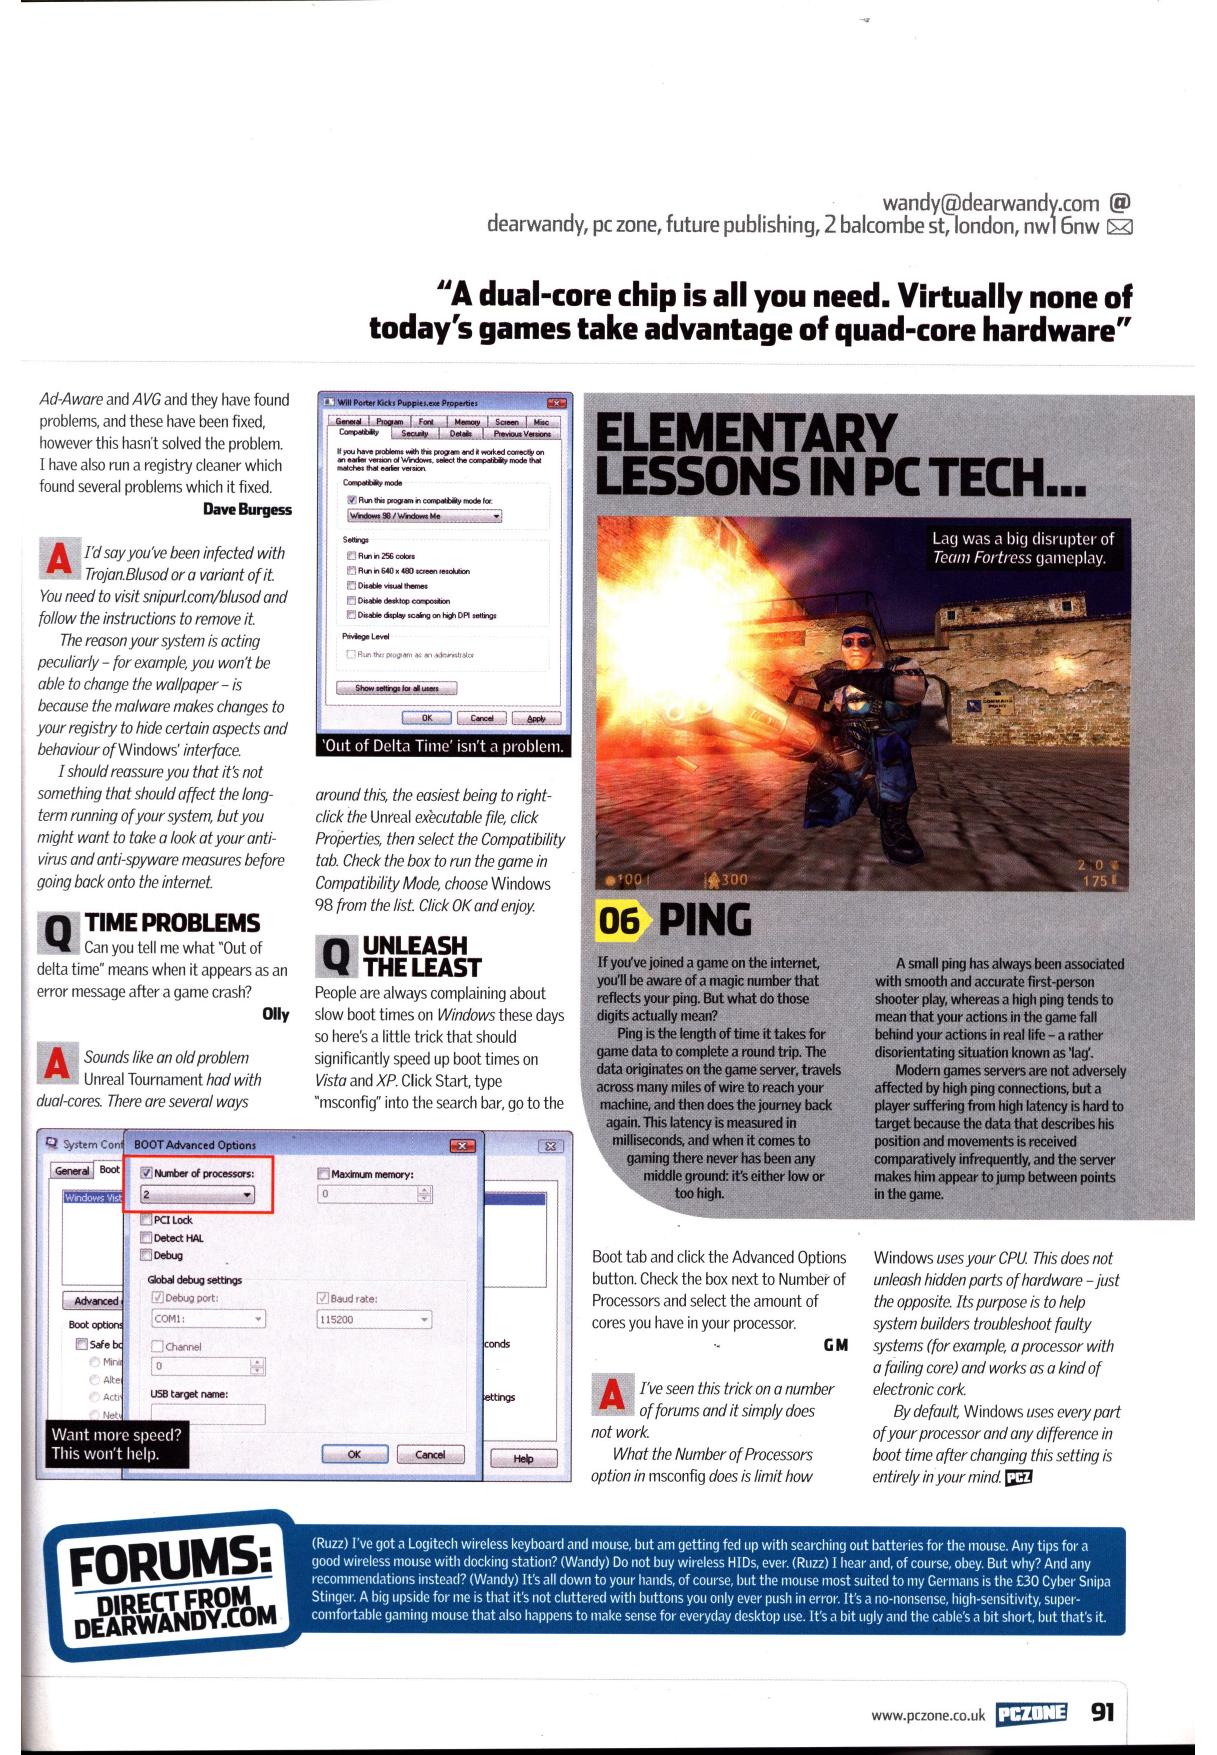 wandy@dearwandy.com @
dearwandy, pc zone, future publishing, 2 balcombe st, london, nw1 6nw
“A dual-core chip is all you need. Virtually none of
today’s games take advantage of quad-core hardware”
Ad-Aware and AVG and they have found
problems, and these have been fixed,
however this hasn’t solved the problem.
I have also run a registry cleaner which
found several problems which it fixed.
Dave Burgess
A I’d say you’ve been infected with
Trojan.Blusod or a variant of it.
You need to visit snipurl.com/blusod and
follow the instructions to remove it.
The reason your system is acting
peculiarly – for example, you won’t be
able to change the wallpaper – is
because the malware makes changes to
your registry to hide certain aspects and
behaviour of Windows’ interface.
I should reassure you that it’s not
something that should affect the long-
term running of your system, but you
might want to take a look at your anti-
virus and anti-spyware measures before
going back onto the internet.
Q TIME PROBLEMS
Can you tell me what “Out of
delta time” means when it appears as an
error message after a game crash?
Olly
A Sounds like an old problem
Unreal Tournament had with
dual-cores. There are several ways
Will Porter Kicks Puppies.exe Properties
General Program Font Memory Screen Misc
Compatibility Security Details Previous Versions
If you have problems with this program and it worked correctly on
an earlier version of Windows, select the compatibility mode that
matches that earlier version.
Compatibility mode
Run this program in compatibility mode for:
Windows 98 / Windows Me
Settings
Run in 256 colors
Run in 640 x 480 screen resolution
Disable visual themes
Disable desktop composition
Disable display scaling on high DPI settings
Privilege Level
Run this program as an administrator
Show settings for all users
OK Cancel Apply
‘Out of Delta Time’ isn’t a problem.
around this, the easiest being to right-
click the Unreal executable file, click
Properties, then select the Compatibility
tab. Check the box to run the game in
Compatibility Mode, choose Windows
98 from the list. Click OK and enjoy.
Q UNLEASH
THE LEAST
People are always complaining about
slow boot times on Windows these days
so here’s a little trick that should
significantly speed up boot times on
Vista and XP. Click Start, type
“msconfig” into the search bar, go to the
System Conf
General Boot
Windows Vist
Advanced
Boot options
Safe bo
Mini
Alte
Acti
Netw
BOOT Advanced Options
Number of processors:
2
Maximum memory:
0
PCI Lock
Detect HAL
Debug
Global debug settings
Debug port:
COM1:
Baud rate:
115200
Channel
0
USB target name:
OK Cancel
conds
ettings
Help
Want more speed?
This won’t help.
ELEMENTARY
LESSONS IN PC TECH...
Lag was a big disrupter of
Team Fortress gameplay.
COMMAND
POINT
2
100
300
2 0
175
06 PING
If you’ve joined a game on the internet,
you’ll be aware of a magic number that
reflects your ping. But what do those
digits actually mean?
Ping is the length of time it takes for
game data to complete a round trip. The
data originates on the game server, travels
across many miles of wire to reach your
machine, and then does the journey back
again. This latency is measured in
milliseconds, and when it comes to
gaming there never has been any
middle ground: it’s either low or
too high.
A small ping has always been associated
with smooth and accurate first-person
shooter play, whereas a high ping tends to
mean that your actions in the game fall
behind your actions in real life – a rather
disorientating situation known as ‘lag’.
Modern games servers are not adversely
affected by high ping connections, but a
player suffering from high latency is hard to
target because the data that describes his
position and movements is received
comparatively infrequently, and the server
makes him appear to jump between points
in the game.
Boot tab and click the Advanced Options
button. Check the box next to Number of
Processors and select the amount of
cores you have in your processor.
GM
A I’ve seen this trick on a number
of forums and it simply does
not work.
What the Number of Processors
option in msconfig does is limit how
Windows uses your CPU. This does not
unleash hidden parts of hardware – just
the opposite. Its purpose is to help
system builders troubleshoot faulty
systems (for example, a processor with
a failing core) and works as a kind of
electronic cork.
By default, Windows uses every part
of your processor and any difference in
boot time after changing this setting is
entirely in your mind. PCZ
FORUMS:
DIRECT FROM
DEARWANDY.COM
(Ruzz) I’ve got a Logitech wireless keyboard and mouse, but am getting fed up with searching out batteries for the mouse. Any tips for a
good wireless mouse with docking station? (Wandy) Do not buy wireless HIDs, ever. (Ruzz) I hear and, of course, obey. But why? And any
recommendations instead? (Wandy) It’s all down to your hands, of course, but the mouse most suited to my Germans is the £30 Cyber Snipa
Stinger. A big upside for me is that it’s not cluttered with buttons you only ever push in error. It’s a no-nonsense, high-sensitivity, super-
comfortable gaming mouse that also happens to make sense for everyday desktop use. It’s a bit ugly and the cable’s a bit short, but that’s it.
www.pczone.co.uk PCZONE 91